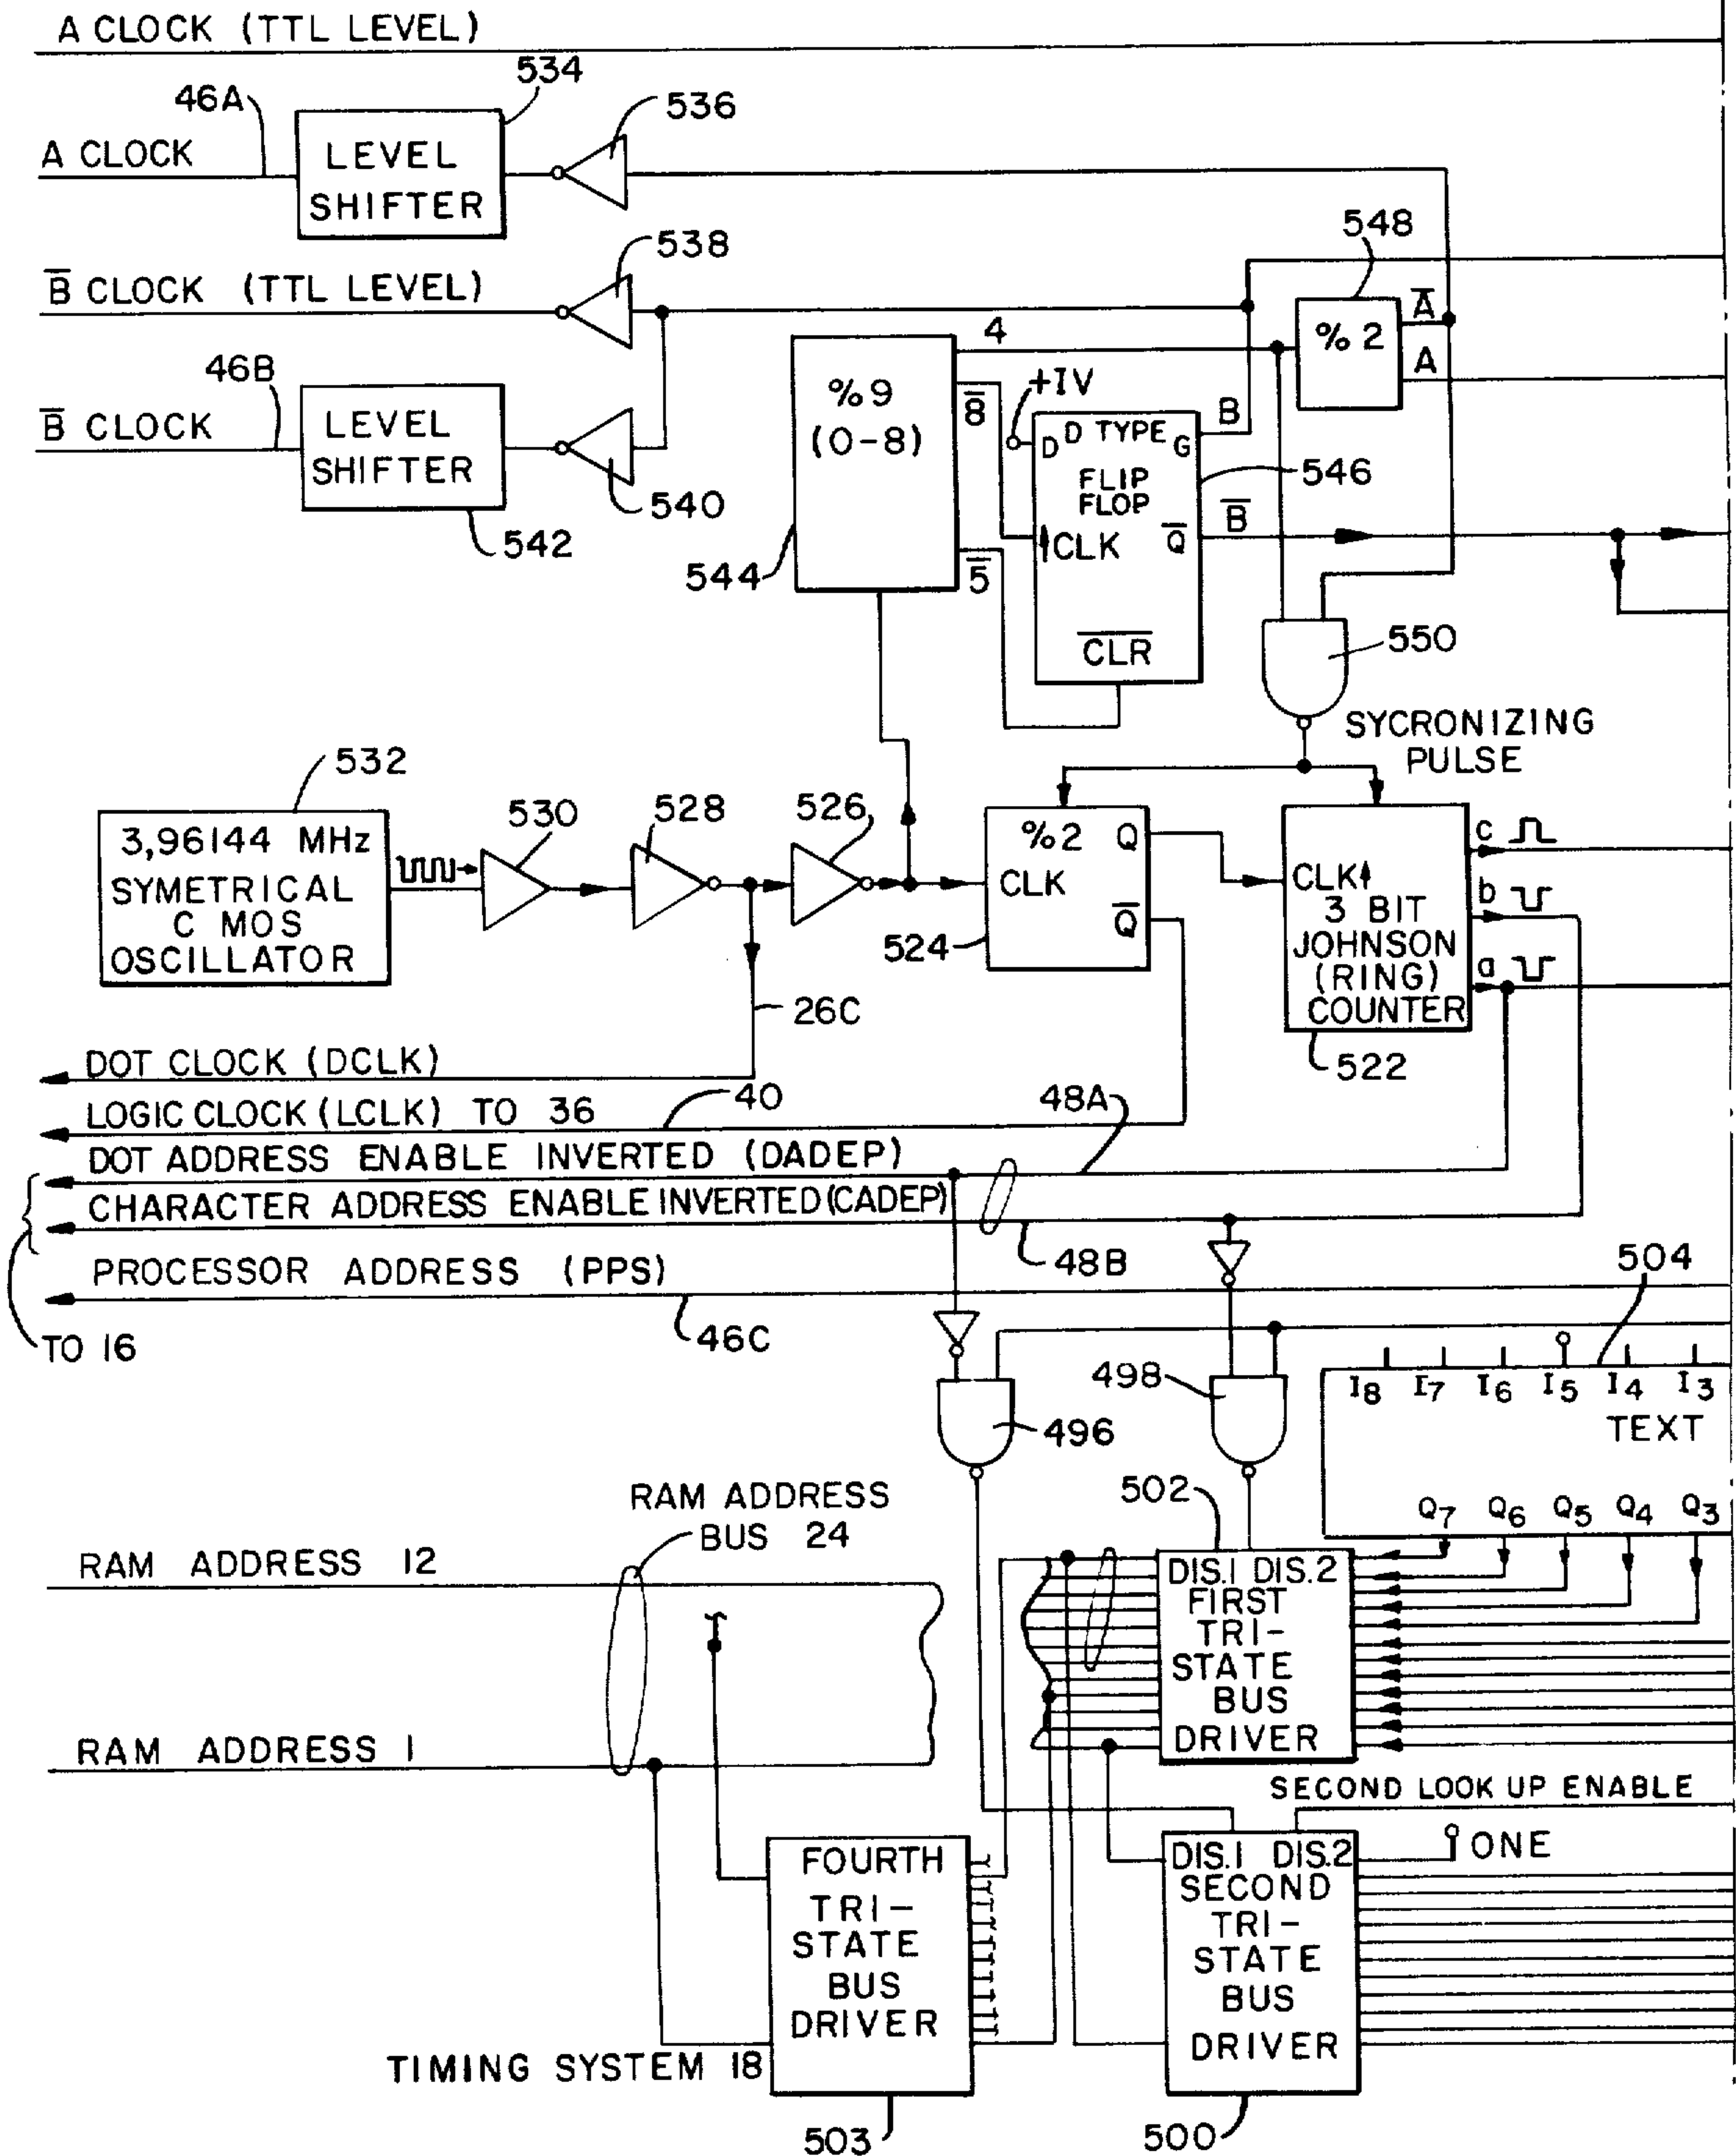 A CLOCK (TTL LEVEL)
534
46A
536
A CLOCK
LEVEL
SHIFTER
538
548
B̅ CLOCK (TTL LEVEL)
A̅
4
%2
A
46B
%9
(0-8)
8̅
+IV
B̅ CLOCK
LEVEL
SHIFTER
B
D D TYPE G
FLIP
FLOP
546
540
542
CLK Q̅
B̅
544
5̅
C̅L̅R̅
550
SYCRONIZING
PULSE
532
530
528
526
3,96144 MHz
SYMETRICAL
C MOS
OSCILLATOR
%2 Q
CLK
Q̅
524
c
CLK
b
3 BIT
JOHNSON
(RING)
COUNTER
a
26C
522
DOT CLOCK (DCLK)
40
48A
LOGIC CLOCK (LCLK) TO 36
DOT ADDRESS ENABLE INVERTED (DADEP)
CHARACTER ADDRESS ENABLE INVERTED (CADEP)
48B
504
PROCESSOR ADDRESS (PPS)
46C
TO 16
498
I8 I7 I6 I5 I4 I3
TEXT
496
502
RAM ADDRESS
BUS 24
Q7 Q6 Q5 Q4 Q3
RAM ADDRESS 12
DIS.1 DIS.2
FIRST
TRI-
STATE
BUS
DRIVER
RAM ADDRESS 1
SECOND LOOK UP ENABLE
FOURTH
TRI-
STATE
BUS
DRIVER
DIS.1 DIS.2
ONE
SECOND
TRI-
STATE
BUS
DRIVER
TIMING SYSTEM 18
503
500